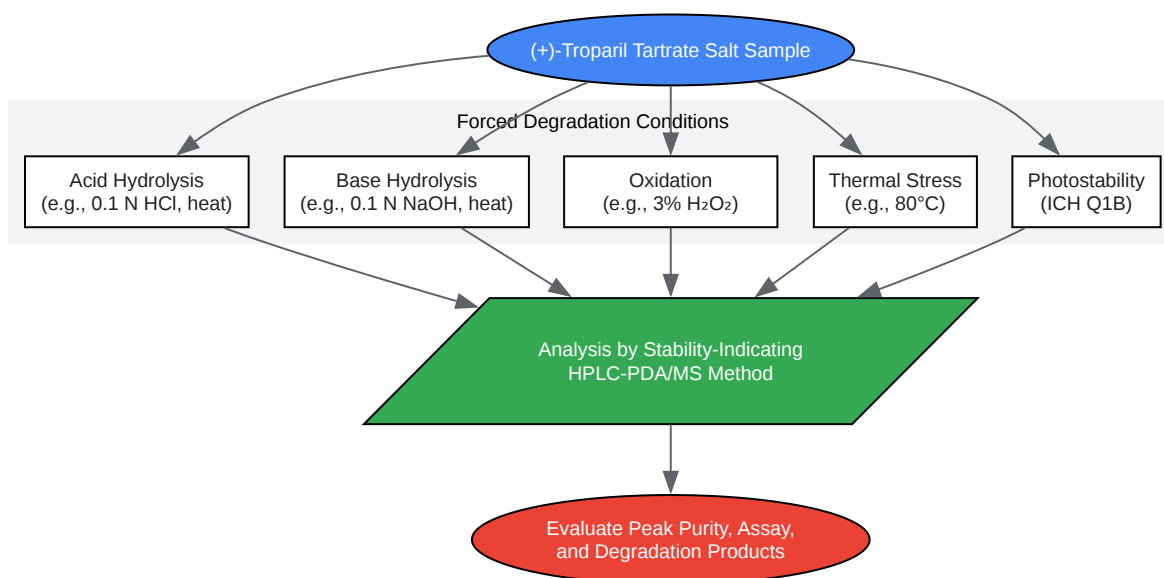 (+)-Troparil Tartrate Salt Sample
Forced Degradation Conditions
Acid Hydrolysis
(e.g., 0.1 N HCl, heat)
Base Hydrolysis
(e.g., 0.1 N NaOH, heat)
Oxidation
(e.g., 3% H₂O₂)
Thermal Stress
(e.g., 80°C)
Photostability
(ICH Q1B)
Analysis by Stability-Indicating
HPLC-PDA/MS Method
Evaluate Peak Purity, Assay,
and Degradation Products